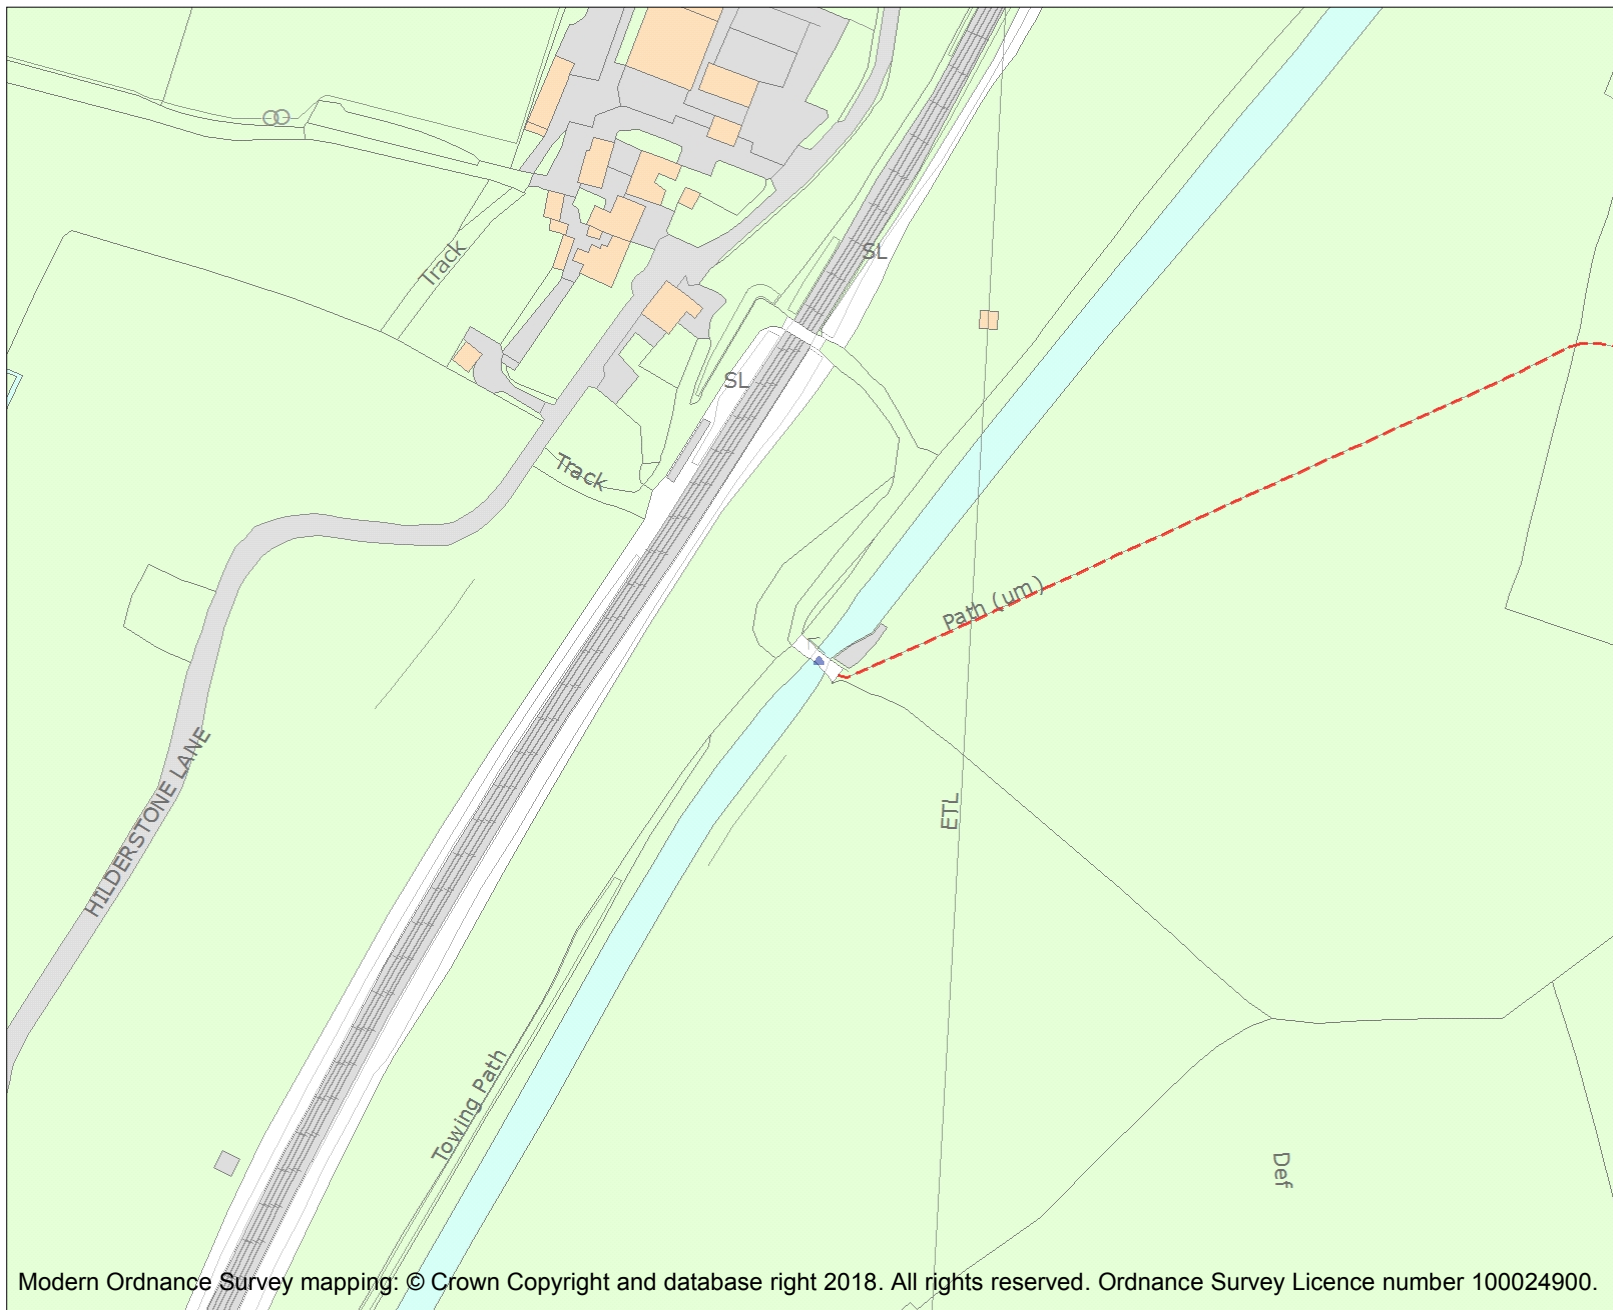 SL
Track
SL
Track
Path (um)
HILDERSTONE LANE
ETL
Towing Path
Def
Modern Ordnance Survey mapping: © Crown Copyright and database right 2018. All rights reserved. Ordnance Survey Licence number 100024900.